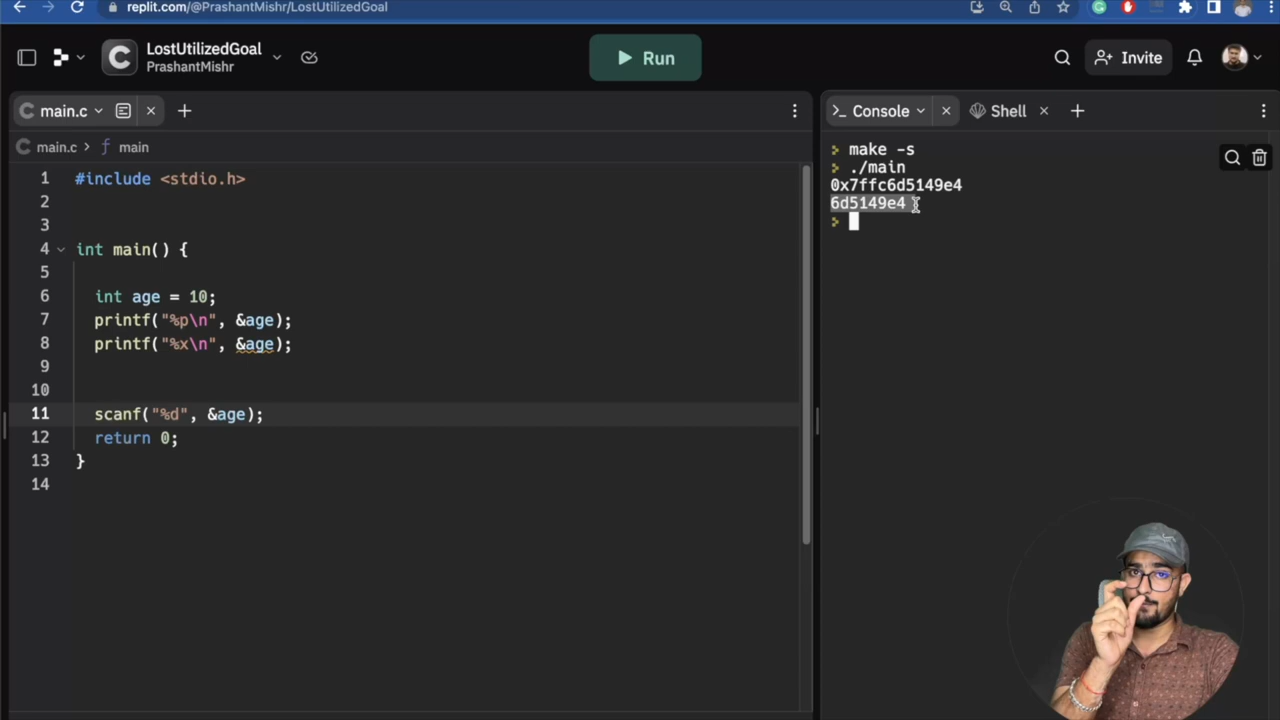 replit.com/@PrashantMishr/LostUtilizedGoal
C LostUtilizedGoal
PrashantMishr
Run
Invite
C main.c
C main.c > ƒ main
1 #include <stdio.h>
2
3
4 int main() {
5
6 int age = 10;
7 printf("%p\n", &age);
8 printf("%x\n", &age);
9
10
11 scanf("%d", &age);
12 return 0;
13 }
14
>_ Console
Shell
> make -s
> ./main
0x7ffc6d5149e4
6d5149e4
>